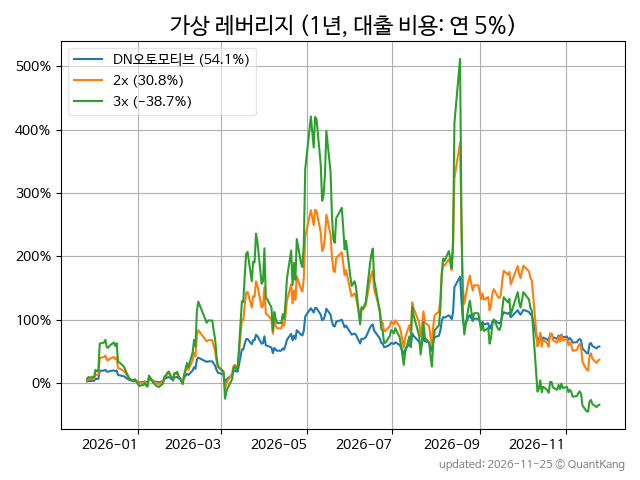 가상 레버리지 (1년, 대출 비용: 연 5%)
DN오토모티브 (54.1%)
2x (30.8%)
3x (-38.7%)
500%
400%
300%
200%
100%
0%
2026-01 2026-03 2026-05 2026-07 2026-09 2026-11
updated: 2026-11-25 © QuantKang